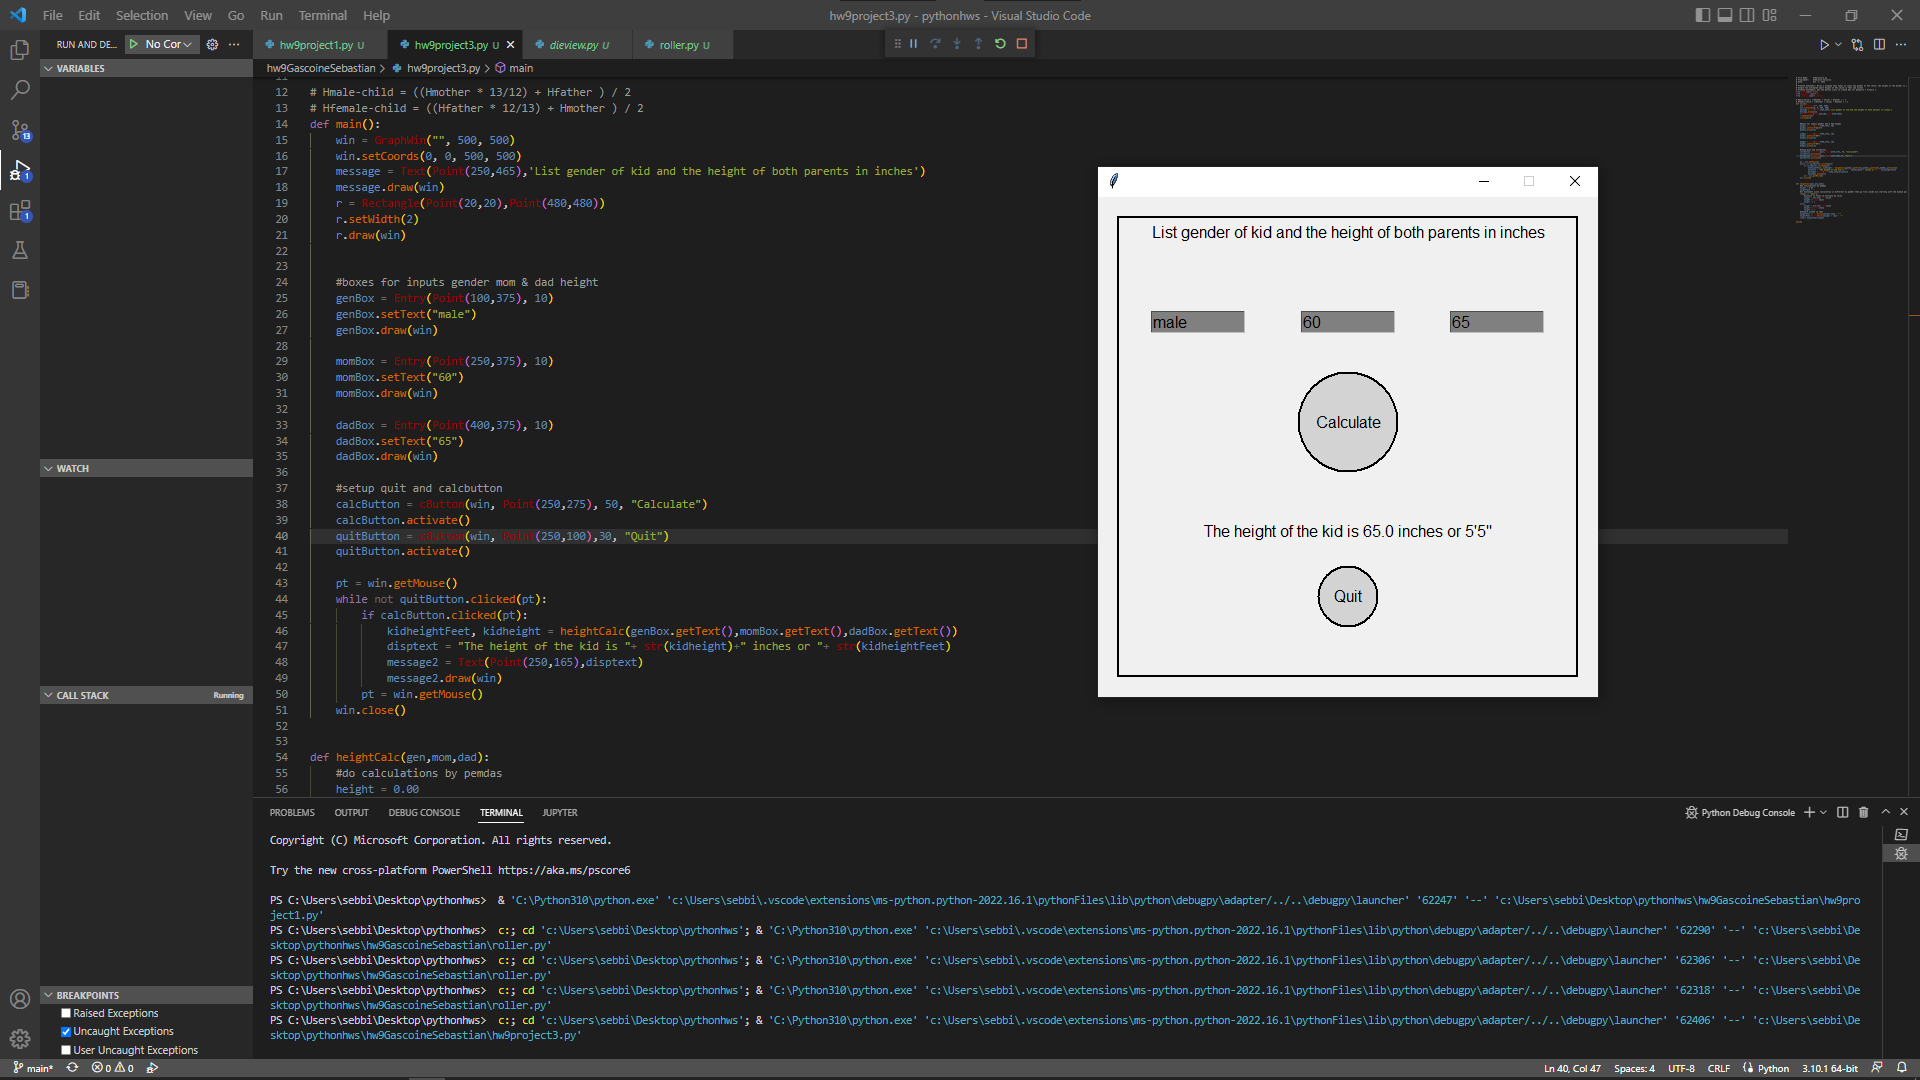 File Edit Selection View Go Run Terminal Help
hw9project3.py - pythonhws - Visual Studio Code
RUN AND DE... No Cor
hw9project1.py U hw9project3.py U dieview.py U roller.py U
VARIABLES
hw9GascoineSebastian > hw9project3.py > main
12 # Hmale-child = ((Hmother * 13/12) + Hfather ) / 2
13 # Hfemale-child = ((Hfather * 12/13) + Hmother ) / 2
14 def main():
15 win = GraphWin("", 500, 500)
16 win.setCoords(0, 0, 500, 500)
17 message = Text(Point(250,465),'List gender of kid and the height of both parents in inches')
18 message.draw(win)
19 r = Rectangle(Point(20,20),Point(480,480))
20 r.setWidth(2)
21 r.draw(win)
22
23
24 #boxes for inputs gender mom & dad height
25 genBox = Entry(Point(100,375), 10)
26 genBox.setText("male")
27 genBox.draw(win)
28
29 momBox = Entry(Point(250,375), 10)
30 momBox.setText("60")
31 momBox.draw(win)
32
33 dadBox = Entry(Point(400,375), 10)
34 dadBox.setText("65")
35 dadBox.draw(win)
36
37 #setup quit and calcbutton
38 calcButton = cButton(win, Point(250,275), 50, "Calculate")
39 calcButton.activate()
40 quitButton = cButton(win, Point(250,100),30, "Quit")
41 quitButton.activate()
42
43 pt = win.getMouse()
44 while not quitButton.clicked(pt):
45 if calcButton.clicked(pt):
46 kidheightFeet, kidheight = heightCalc(genBox.getText(),momBox.getText(),dadBox.getText())
47 disptext = "The height of the kid is "+ str(kidheight)+" inches or "+ str(kidheightFeet)
48 message2 = Text(Point(250,165),disptext)
49 message2.draw(win)
50 pt = win.getMouse()
51 win.close()
52
53
54 def heightCalc(gen,mom,dad):
55 #do calculations by pemdas
56 height = 0.00
List gender of kid and the height of both parents in inches
male 60 65
Calculate
The height of the kid is 65.0 inches or 5'5"
Quit
WATCH
CALL STACK Running
BREAKPOINTS
Raised Exceptions
Uncaught Exceptions
User Uncaught Exceptions
PROBLEMS OUTPUT DEBUG CONSOLE TERMINAL JUPYTER
Python Debug Console
Copyright (C) Microsoft Corporation. All rights reserved.
Try the new cross-platform PowerShell https://aka.ms/pscore6
PS C:\Users\sebbi\Desktop\pythonhws> & 'C:\Python310\python.exe' 'c:\Users\sebbi\.vscode\extensions\ms-python.python-2022.16.1\pythonFiles\lib\python\debugpy\adapter/../..\debugpy\launcher' '62247' '--' 'c:\Users\sebbi\Desktop\pythonhws\hw9GascoineSebastian\hw9pro
ject1.py'
PS C:\Users\sebbi\Desktop\pythonhws> c:; cd 'c:\Users\sebbi\Desktop\pythonhws'; & 'C:\Python310\python.exe' 'c:\Users\sebbi\.vscode\extensions\ms-python.python-2022.16.1\pythonFiles\lib\python\debugpy\adapter/../..\debugpy\launcher' '62290' '--' 'c:\Users\sebbi\De
sktop\pythonhws\hw9GascoineSebastian\roller.py'
PS C:\Users\sebbi\Desktop\pythonhws> c:; cd 'c:\Users\sebbi\Desktop\pythonhws'; & 'C:\Python310\python.exe' 'c:\Users\sebbi\.vscode\extensions\ms-python.python-2022.16.1\pythonFiles\lib\python\debugpy\adapter/../..\debugpy\launcher' '62306' '--' 'c:\Users\sebbi\De
sktop\pythonhws\hw9GascoineSebastian\roller.py'
PS C:\Users\sebbi\Desktop\pythonhws> c:; cd 'c:\Users\sebbi\Desktop\pythonhws'; & 'C:\Python310\python.exe' 'c:\Users\sebbi\.vscode\extensions\ms-python.python-2022.16.1\pythonFiles\lib\python\debugpy\adapter/../..\debugpy\launcher' '62318' '--' 'c:\Users\sebbi\De
sktop\pythonhws\hw9GascoineSebastian\roller.py'
PS C:\Users\sebbi\Desktop\pythonhws> c:; cd 'c:\Users\sebbi\Desktop\pythonhws'; & 'C:\Python310\python.exe' 'c:\Users\sebbi\.vscode\extensions\ms-python.python-2022.16.1\pythonFiles\lib\python\debugpy\adapter/../..\debugpy\launcher' '62406' '--' 'c:\Users\sebbi\De
sktop\pythonhws\hw9GascoineSebastian\hw9project3.py'
13
1
1
main* 0 0 Ln 40, Col 47 Spaces: 4 UTF-8 CRLF Python 3.10.1 64-bit